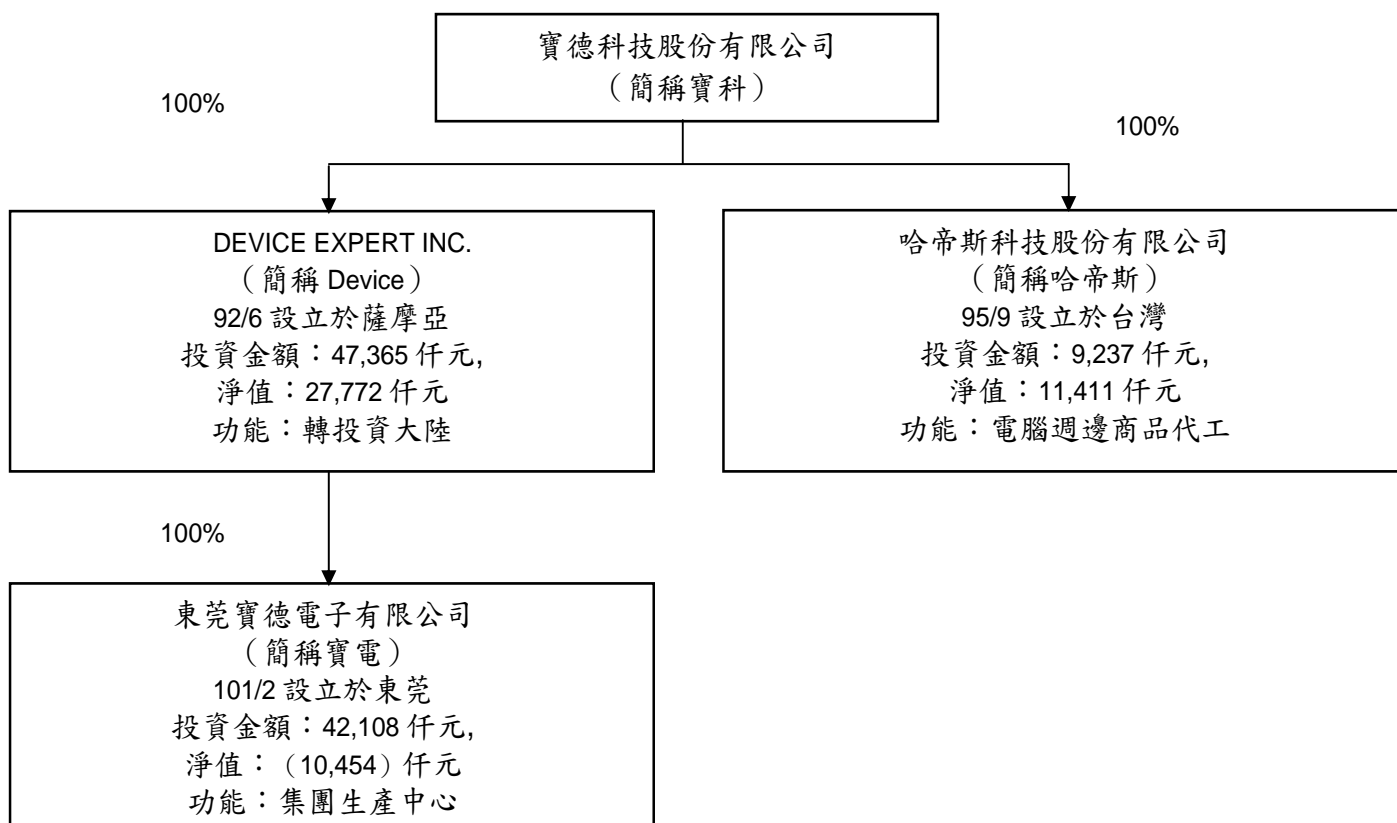 寶德科技股份有限公司
（簡稱寶科）
100%
100%
DEVICE EXPERT INC.
（簡稱 Device）
92/6 設立於薩摩亞
投資金額：47,365 仟元,
淨值：27,772 仟元
功能：轉投資大陸
哈帝斯科技股份有限公司
（簡稱哈帝斯）
95/9 設立於台灣
投資金額：9,237 仟元,
淨值：11,411 仟元
功能：電腦週邊商品代工
100%
東莞寶德電子有限公司
（簡稱寶電）
101/2 設立於東莞
投資金額：42,108 仟元,
淨值：（10,454）仟元
功能：集團生產中心